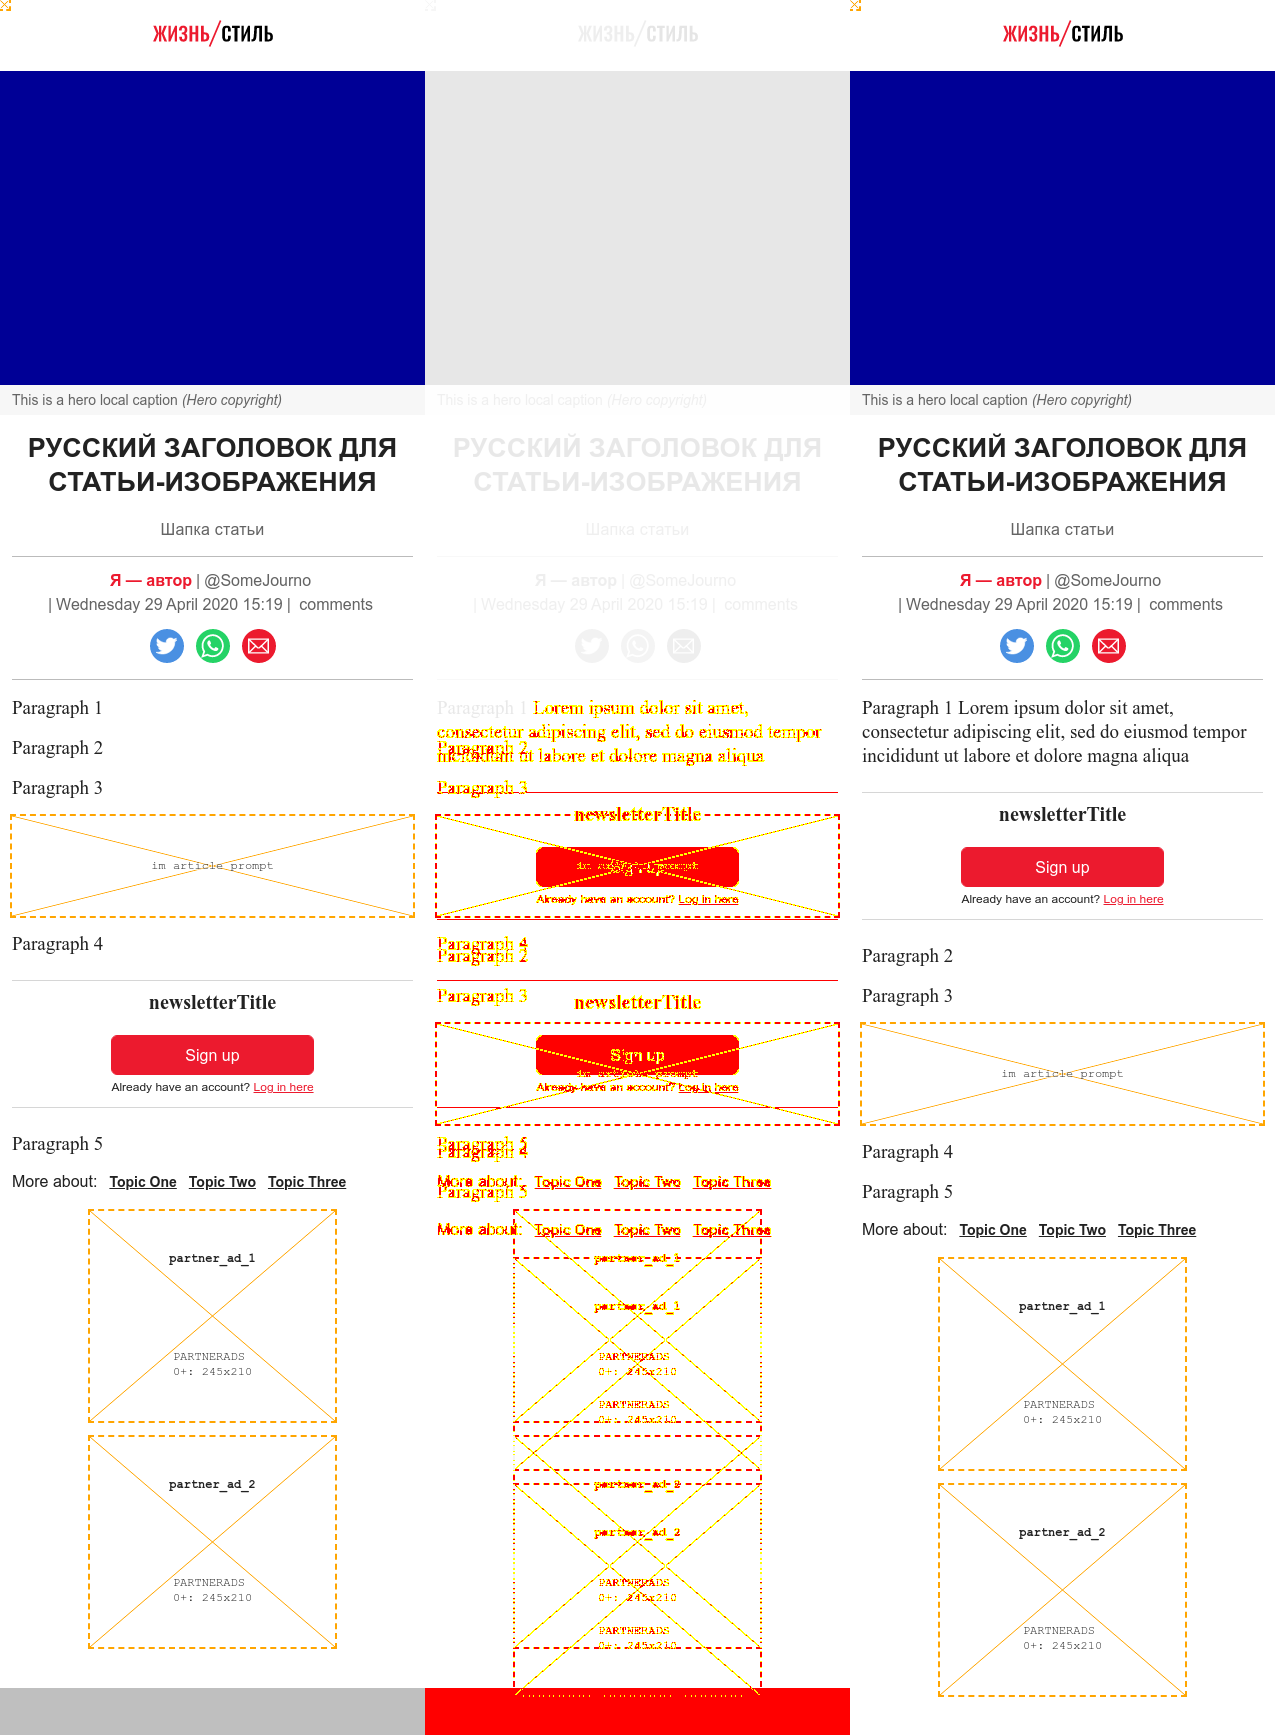 ЖИЗНЬ/СТИЛЬ
This is a hero local caption (Hero copyright)
РУССКИЙ ЗАГОЛОВОК ДЛЯ
СТАТЬИ-ИЗОБРАЖЕНИЯ
Шапка статьи
Я — автор | @SomeJourno
| Wednesday 29 April 2020 15:19 | comments
Paragraph 1
Paragraph 2
Paragraph 3
im article prompt
Paragraph 4
newsletterTitle
Sign up
Already have an account? Log in here
Paragraph 5
More about: Topic One Topic Two Topic Three
partner_ad_1
PARTNERADS
0+: 245x210
partner_ad_2
PARTNERADS
0+: 245x210
ЖИЗНЬ/СТИЛЬ
This is a hero local caption (Hero copyright)
РУССКИЙ ЗАГОЛОВОК ДЛЯ
СТАТЬИ-ИЗОБРАЖЕНИЯ
Шапка статьи
Я — автор | @SomeJourno
| Wednesday 29 April 2020 15:19 | comments
Paragraph 1 Lorem ipsum dolor sit amet,
consectetur adipiscing elit, sed do eiusmod tempor
Paragraph 2
incididunt ut labore et dolore magna aliqua
Paragraph 3
newsletterTitle
im article prompt
Already have an account? Log in here
Paragraph 4
Paragraph 2
Paragraph 3
newsletterTitle
Sign up
im article prompt
Already have an account? Log in here
Paragraph 5
Paragraph 4
More about: Topic One Topic Two Topic Three
Paragraph 5
More about: Topic One Topic Two Topic Three
partner_ad_1
partner_ad_1
PARTNERADS
0+: 245x210
PARTNERADS
0+: 245x210
partner_ad_2
partner_ad_2
PARTNERADS
0+: 245x210
PARTNERADS
0+: 245x210
ЖИЗНЬ/СТИЛЬ
This is a hero local caption (Hero copyright)
РУССКИЙ ЗАГОЛОВОК ДЛЯ
СТАТЬИ-ИЗОБРАЖЕНИЯ
Шапка статьи
Я — автор | @SomeJourno
| Wednesday 29 April 2020 15:19 | comments
Paragraph 1 Lorem ipsum dolor sit amet,
consectetur adipiscing elit, sed do eiusmod tempor
incididunt ut labore et dolore magna aliqua
newsletterTitle
Sign up
Already have an account? Log in here
Paragraph 2
Paragraph 3
im article prompt
Paragraph 4
Paragraph 5
More about: Topic One Topic Two Topic Three
partner_ad_1
PARTNERADS
0+: 245x210
partner_ad_2
PARTNERADS
0+: 245x210